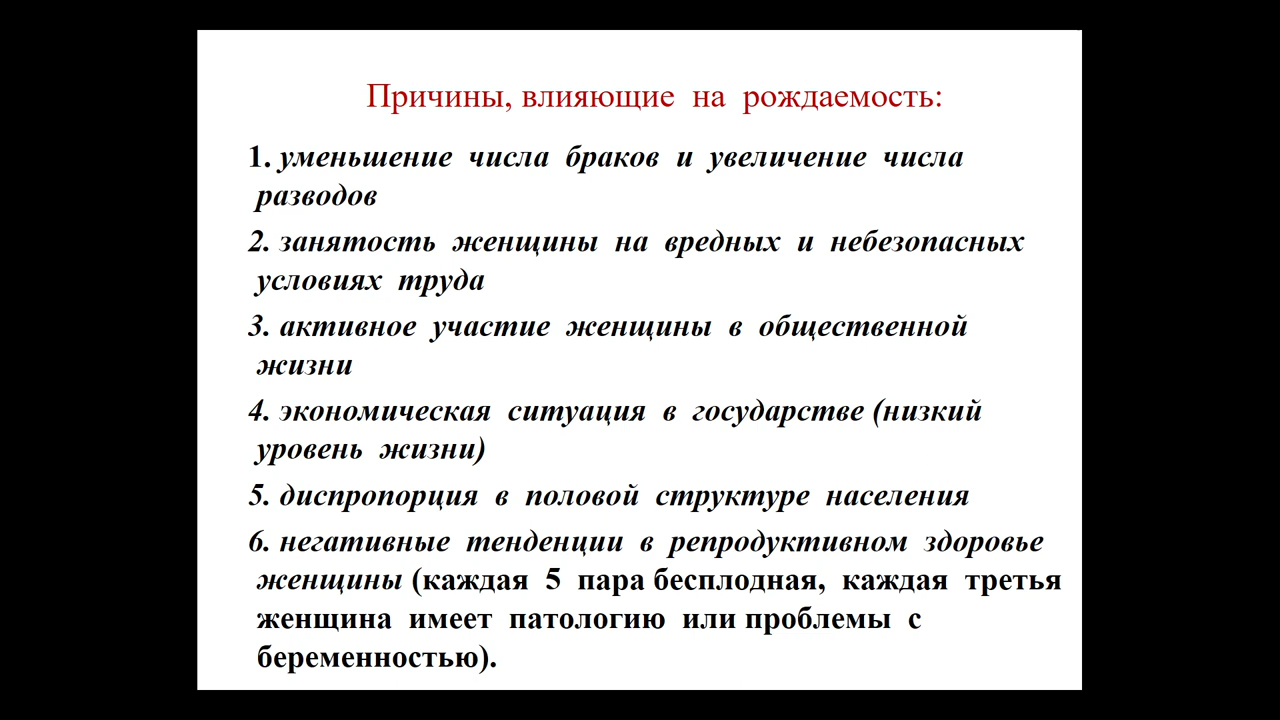 Причины, влияющие на рождаемость:
1. уменьшение числа браков и увеличение числа
разводов
2. занятость женщины на вредных и небезопасных
условиях труда
3. активное участие женщины в общественной
жизни
4. экономическая ситуация в государстве (низкий
уровень жизни)
5. диспропорция в половой структуре населения
6. негативные тенденции в репродуктивном здоровье
женщины (каждая 5 пара бесплодная, каждая третья
женщина имеет патологию или проблемы с
беременностью).